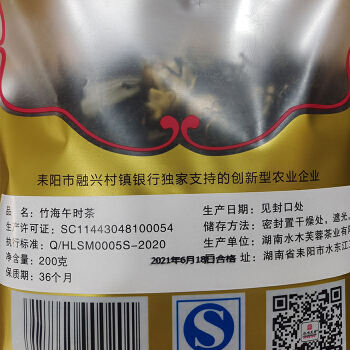 耒阳市融兴村镇银行独家支持的创新型农业企业
品名：竹海午时茶
生产许可证：SC11443048100054
执行标准：Q/HLSM0005S-2020
净含量：200克
保质期：36个月
生产日期：见封口处
储存方法：密封置干燥处，遮光
生产单位：湖南水木芙蓉茶业有
2021年6月18日合格
地址：湖南省耒阳市水东江
S